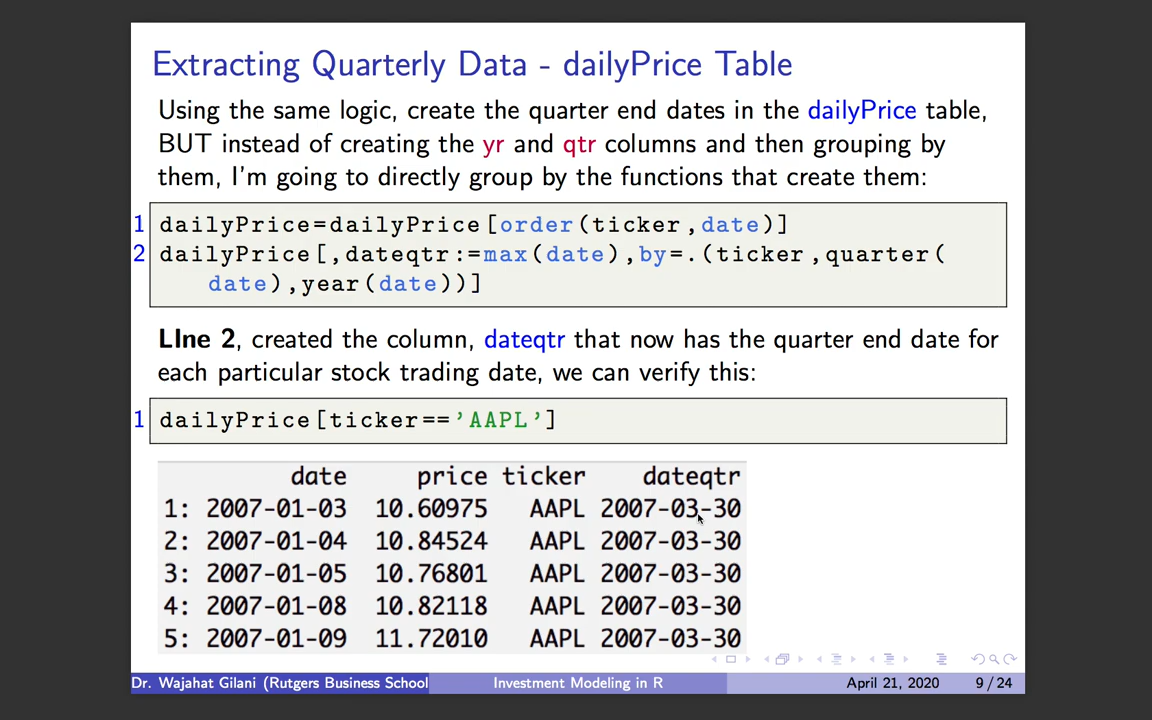 Extracting Quarterly Data - dailyPrice Table
Using the same logic, create the quarter end dates in the dailyPrice table,
BUT instead of creating the yr and qtr columns and then grouping by
them, I'm going to directly group by the functions that create them:
1 dailyPrice=dailyPrice[order(ticker,date)]
2 dailyPrice[,dateqtr:=max(date),by=.(ticker,quarter(
date),year(date))]
LIne 2, created the column, dateqtr that now has the quarter end date for
each particular stock trading date, we can verify this:
1 dailyPrice[ticker=='AAPL']
date price ticker dateqtr
1: 2007-01-03 10.60975 AAPL 2007-03-30
2: 2007-01-04 10.84524 AAPL 2007-03-30
3: 2007-01-05 10.76801 AAPL 2007-03-30
4: 2007-01-08 10.82118 AAPL 2007-03-30
5: 2007-01-09 11.72010 AAPL 2007-03-30
Dr. Wajahat Gilani (Rutgers Business School Investment Modeling in R April 21, 2020 9 / 24